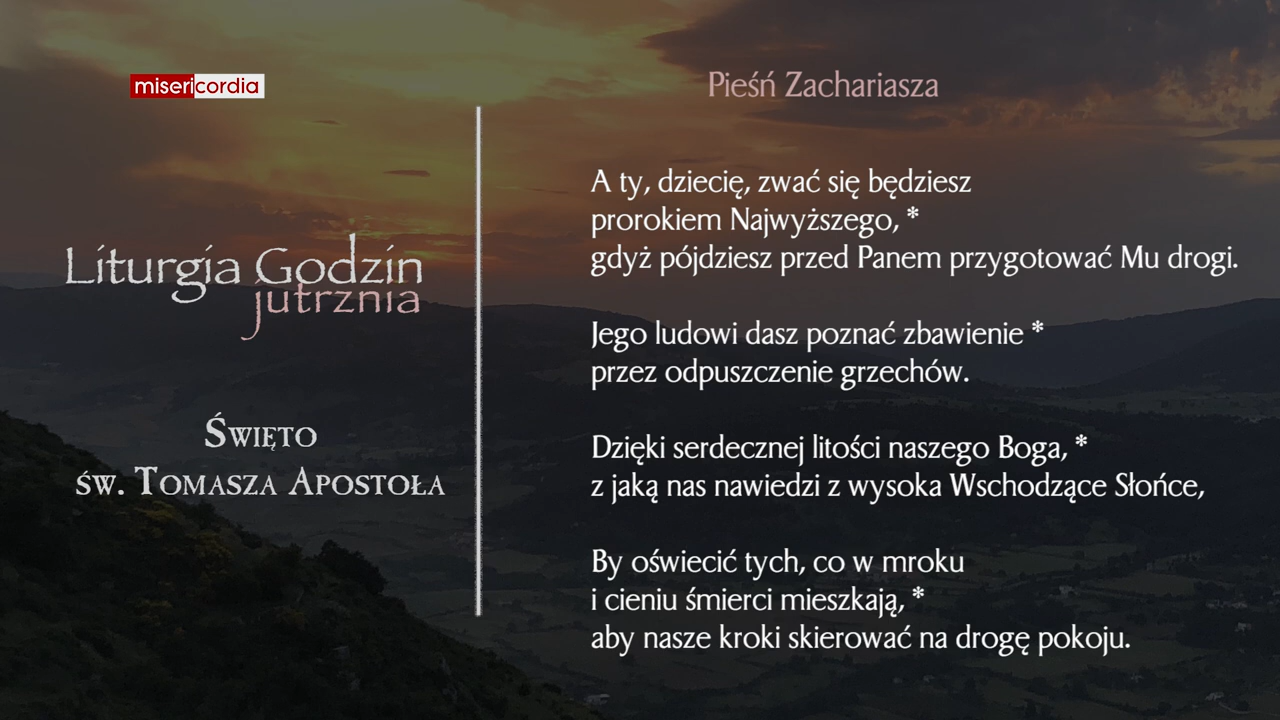 misericordia
Liturgia Godzin
jutrznia
Święto
św. Tomasza Apostoła
Pieśń Zachariasza
A ty, dziecię, zwać się będziesz
prorokiem Najwyższego, *
gdyż pójdziesz przed Panem przygotować Mu drogi.
Jego ludowi dasz poznać zbawienie *
przez odpuszczenie grzechów.
Dzięki serdecznej litości naszego Boga, *
z jaką nas nawiedzi z wysoka Wschodzące Słońce,
By oświecić tych, co w mroku
i cieniu śmierci mieszkają, *
aby nasze kroki skierować na drogę pokoju.